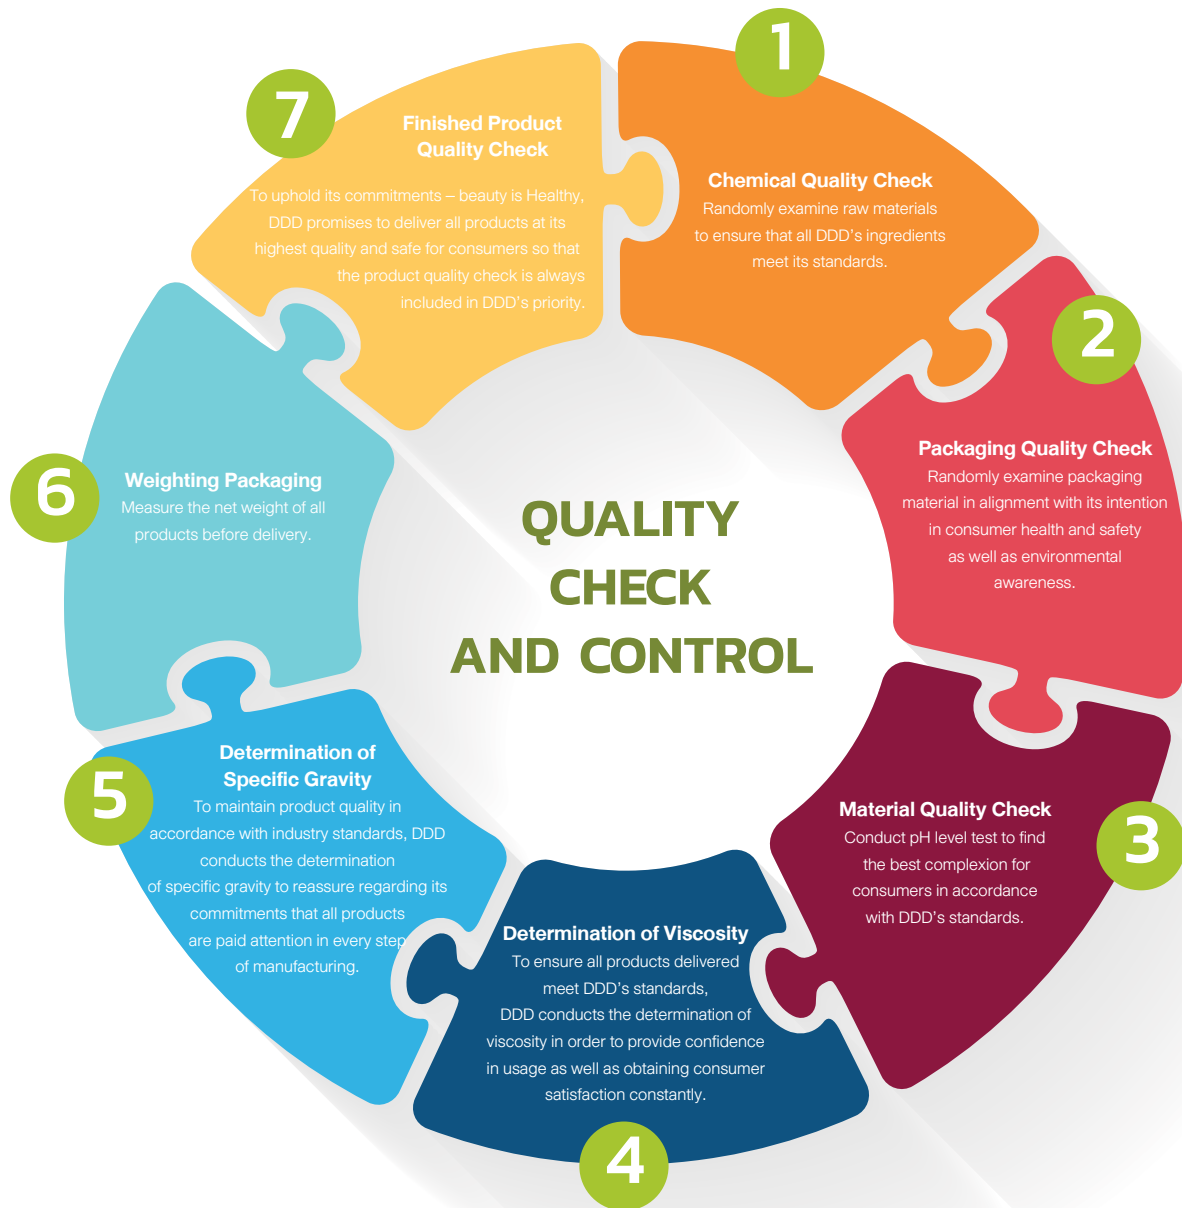 QUALITY
CHECK
AND CONTROL
1
Chemical Quality Check
Randomly examine raw materials
to ensure that all DDD's ingredients
meet its standards.
2
Packaging Quality Check
Randomly examine packaging
material in alignment with its intention
in consumer health and safety
as well as environmental
awareness.
3
Material Quality Check
Conduct pH level test to find
the best complexion for
consumers in accordance
with DDD's standards.
4
Determination of Viscosity
To ensure all products delivered
meet DDD's standards,
DDD conducts the determination of
viscosity in order to provide confidence
in usage as well as obtaining consumer
satisfaction constantly.
5
Determination of
Specific Gravity
To maintain product quality in
accordance with industry standards, DDD
conducts the determination
of specific gravity to reassure regarding its
commitments that all products
are paid attention in every step
of manufacturing.
6
Weighting Packaging
Measure the net weight of all
products before delivery.
7
Finished Product
Quality Check
To uphold its commitments – beauty is Healthy,
DDD promises to deliver all products at its
highest quality and safe for consumers so that
the product quality check is always
included in DDD's priority.